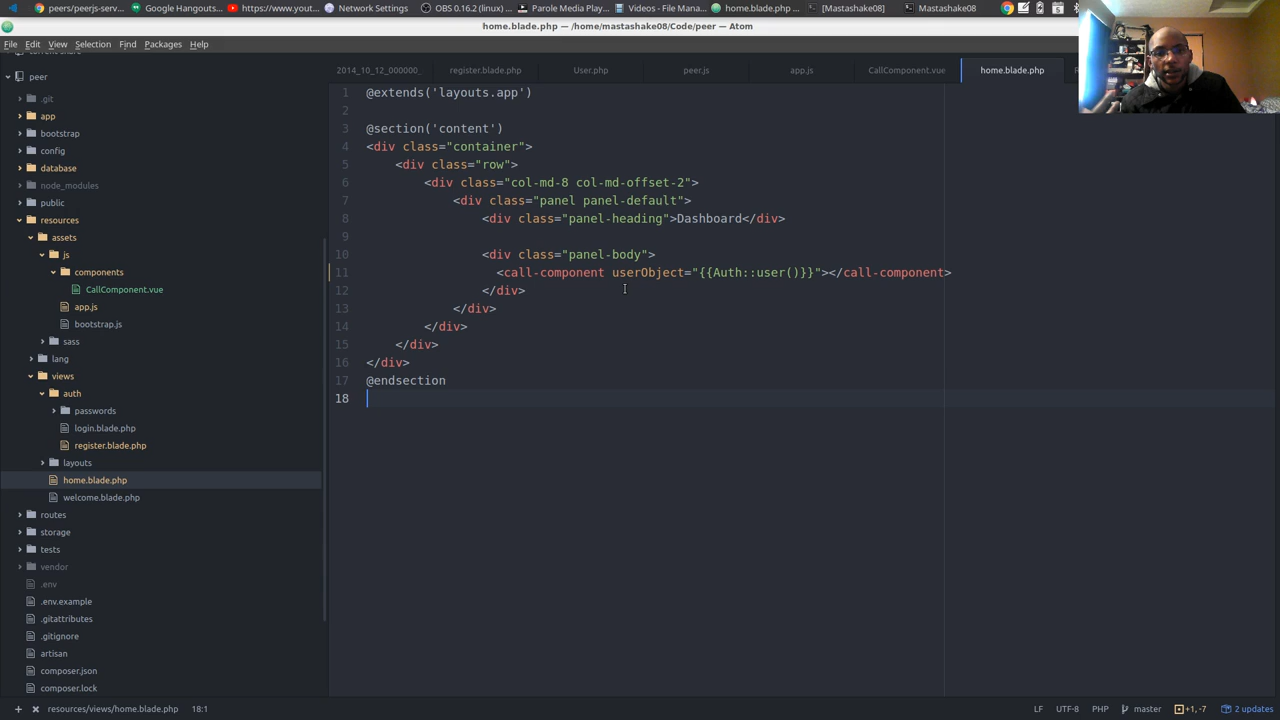 peers/peerjs-serv...
Google Hangouts...
https://www.yout...
Network Settings
OBS 0.16.2 (linux) ...
Parole Media Play...
Videos - File Mana...
home.blade.php ...
[Mastashake08]
Mastashake08
home.blade.php — /home/mastashake08/Code/peer — Atom
File Edit View Selection Find Packages Help
peer
.git
app
bootstrap
config
database
node_modules
public
resources
assets
js
components
CallComponent.vue
app.js
bootstrap.js
sass
lang
views
auth
passwords
login.blade.php
register.blade.php
layouts
home.blade.php
welcome.blade.php
routes
storage
tests
vendor
.env
.env.example
.gitattributes
.gitignore
artisan
composer.json
composer.lock
2014_10_12_000000_
register.blade.php
User.php
peer.js
app.js
CallComponent.vue
home.blade.php
1 @extends('layouts.app')
2
3 @section('content')
4 <div class="container">
5 <div class="row">
6 <div class="col-md-8 col-md-offset-2">
7 <div class="panel panel-default">
8 <div class="panel-heading">Dashboard</div>
9
10 <div class="panel-body">
11 <call-component userObject="{{Auth::user()}}"></call-component>
12 </div>
13 </div>
14 </div>
15 </div>
16 </div>
17 @endsection
18
resources/views/home.blade.php 18:1
LF UTF-8 PHP master +1, -7 2 updates